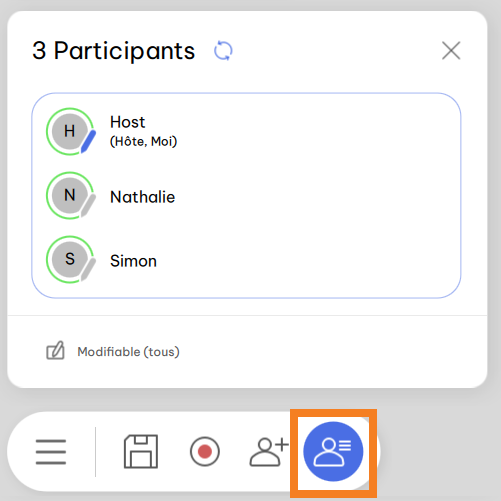 3 Participants
H
Host
(Hôte, Moi)
N
Nathalie
S
Simon
Modifiable (tous)